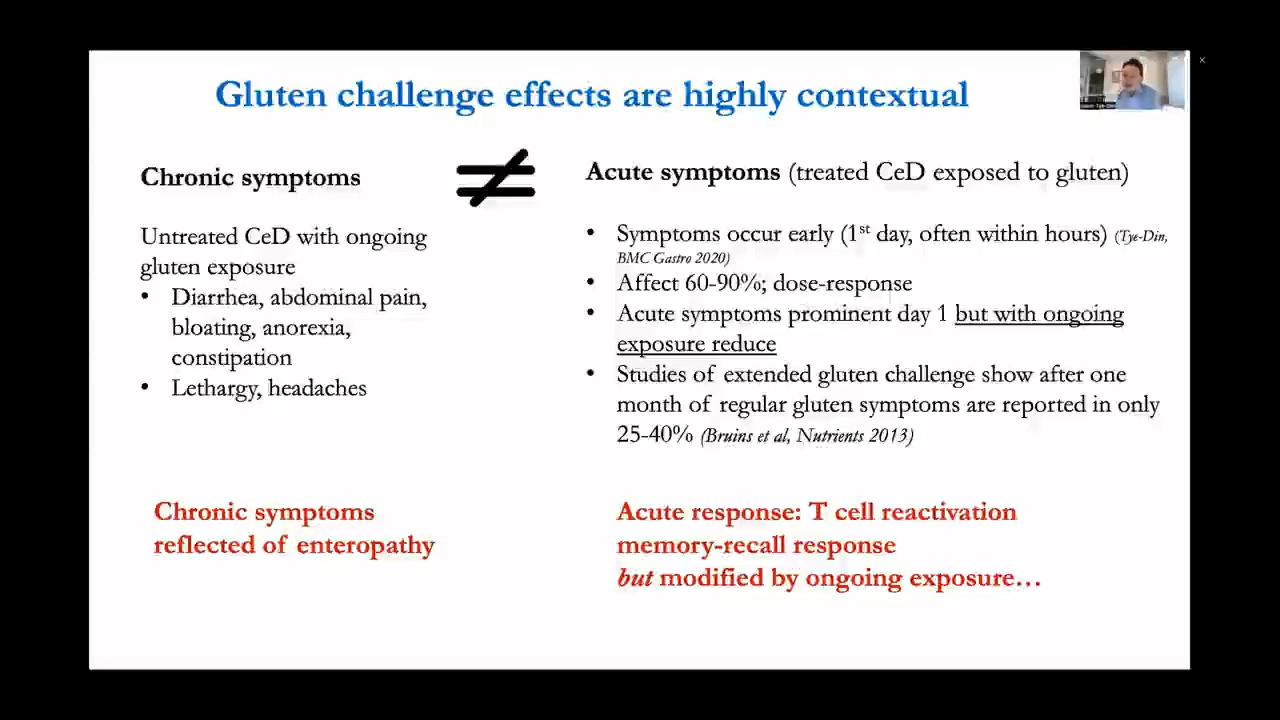 Gluten challenge effects are highly contextual
Chronic symptoms
Untreated CeD with ongoing
gluten exposure
• Diarrhea, abdominal pain,
bloating, anorexia,
constipation
• Lethargy, headaches
Chronic symptoms
reflected of enteropathy
≠
Acute symptoms (treated CeD exposed to gluten)
• Symptoms occur early (1st day, often within hours) (Tye-Din,
BMC Gastro 2020)
• Affect 60-90%; dose-response
• Acute symptoms prominent day 1 but with ongoing
exposure reduce
• Studies of extended gluten challenge show after one
month of regular gluten symptoms are reported in only
25-40% (Bruins et al, Nutrients 2013)
Acute response: T cell reactivation
memory-recall response
but modified by ongoing exposure…